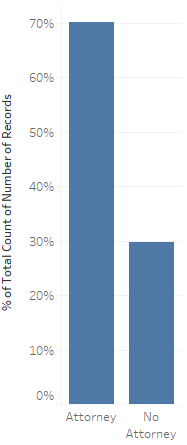 % of Total Count of Number of Records
70%
60%
50%
40%
30%
20%
10%
0%
Attorney
No
Attorney